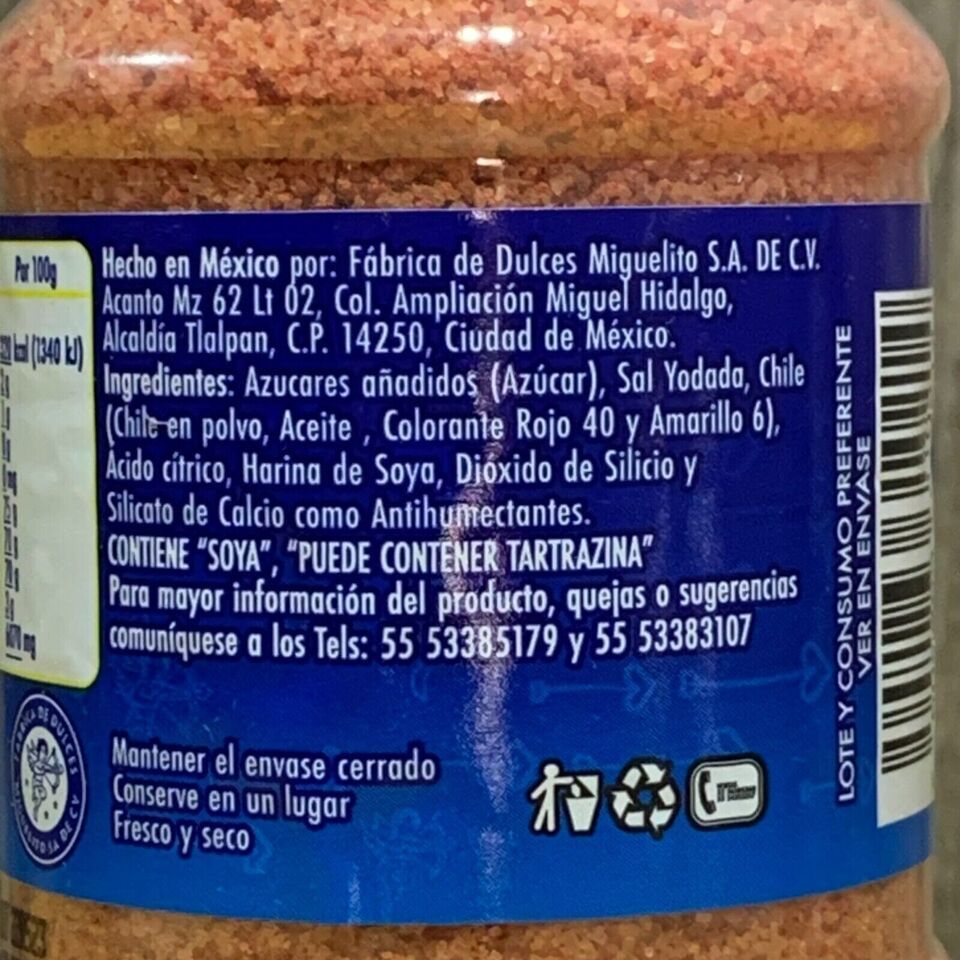 Por 100g
(1340 kJ)
Hecho en México por: Fábrica de Dulces Miguelito S.A. DE C.V.
Acanto Mz 62 Lt 02, Col. Ampliación Miguel Hidalgo,
Alcaldía Tlalpan, C.P. 14250, Ciudad de México.
Ingredientes: Azucares añadidos (Azúcar), Sal Yodada, Chile
(Chile en polvo, Aceite , Colorante Rojo 40 y Amarillo 6),
Ácido cítrico, Harina de Soya, Dióxido de Silicio y
Silicato de Calcio como Antihumectantes.
CONTIENE “SOYA”, “PUEDE CONTENER TARTRAZINA”
Para mayor información del producto, quejas o sugerencias
comuníquese a los Tels: 55 53385179 y 55 53383107
Mantener el envase cerrado
Conserve en un lugar
Fresco y seco
LOTE Y CONSUMO PREFERENTE
VER EN ENVASE
FÁBRICA DE DULCES